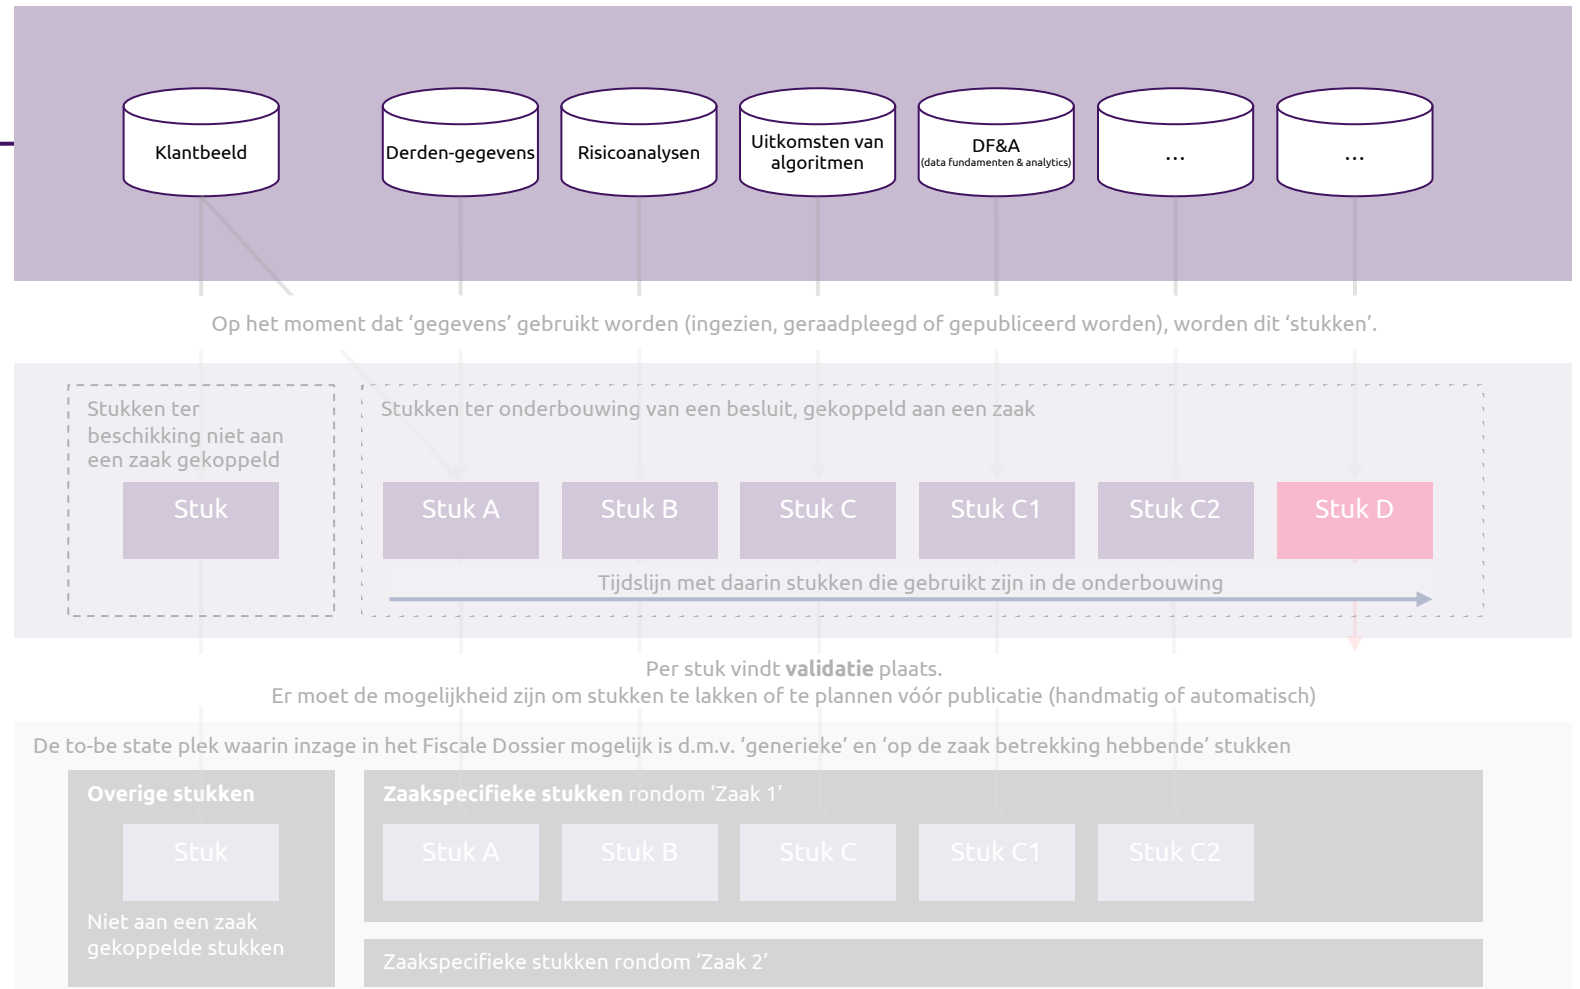 Klantbeeld
Derden-gegevens
Risicoanalysen
Uitkomsten van
algoritmen
DF&A
(data fundamenten & analytics)
...
...
Op het moment dat ‘gegevens’ gebruikt worden (ingezien, geraadpleegd of gepubliceerd worden), worden dit ‘stukken’.
Stukken ter
beschikking niet aan
een zaak gekoppeld
Stukken ter onderbouwing van een besluit, gekoppeld aan een zaak
Stuk
Stuk A
Stuk B
Stuk C
Stuk C1
Stuk C2
Stuk D
Tijdslijn met daarin stukken die gebruikt zijn in de onderbouwing
Per stuk vindt validatie plaats.
Er moet de mogelijkheid zijn om stukken te lakken of te plannen vóór publicatie (handmatig of automatisch)
De to-be state plek waarin inzage in het Fiscale Dossier mogelijk is d.m.v. ‘generieke’ en ‘op de zaak betrekking hebbende’ stukken
Overige stukken
Stuk
Niet aan een zaak
gekoppelde stukken
Zaakspecifieke stukken rondom ‘Zaak 1’
Stuk A
Stuk B
Stuk C
Stuk C1
Stuk C2
Zaakspecifieke stukken rondom ‘Zaak 2’